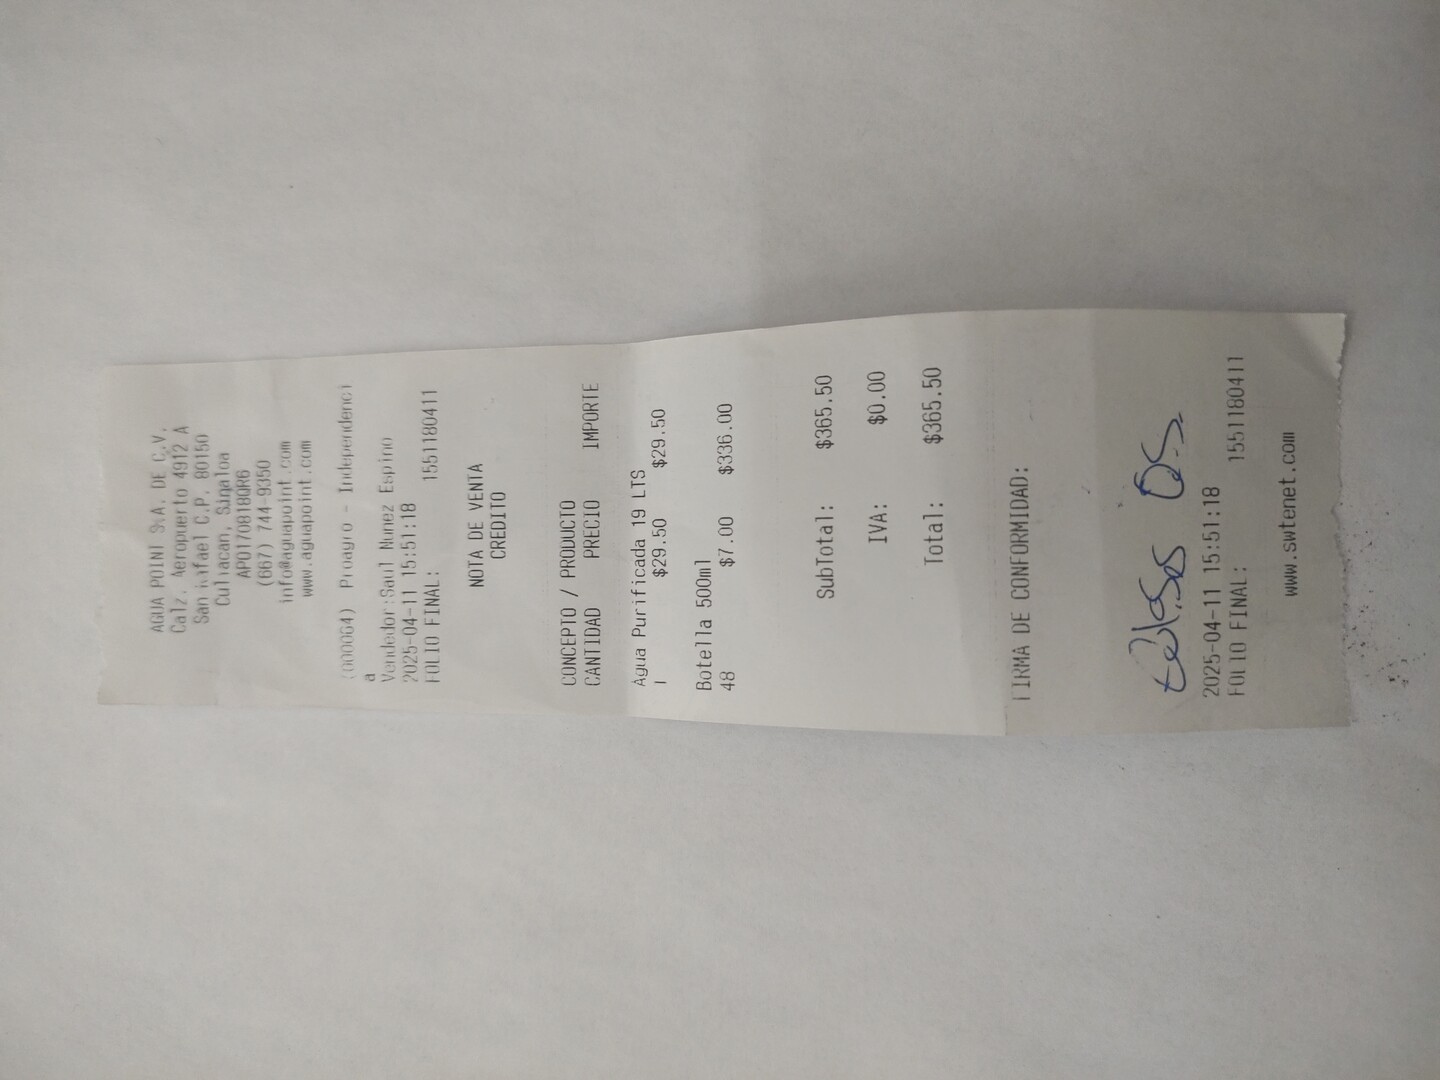 AGUA POINT S.A. DE C.V.
Calz. Aeropuerto 4912 A
San Rafael C.P. 80150
Culiacan, Sinaloa
APO170818QR6
(667) 744-9350
info@aguapoint.com
www.aguapoint.com
(000064) Proagro - Independenci
a
Vendedor:Saul Nunez Espino
2025-04-11 15:51:18
FOLIO FINAL: 1551180411
NOTA DE VENTA
CREDITO
CONCEPTO / PRODUCTO
CANTIDAD PRECIO IMPORTE
Agua Purificada 19 LTS
1 $29.50 $29.50
Botella 500ml
48 $7.00 $336.00
SubTotal: $365.50
IVA: $0.00
Total: $365.50
FIRMA DE CONFORMIDAD:
2025-04-11 15:51:18
FOLIO FINAL: 1551180411
www.swtenet.com